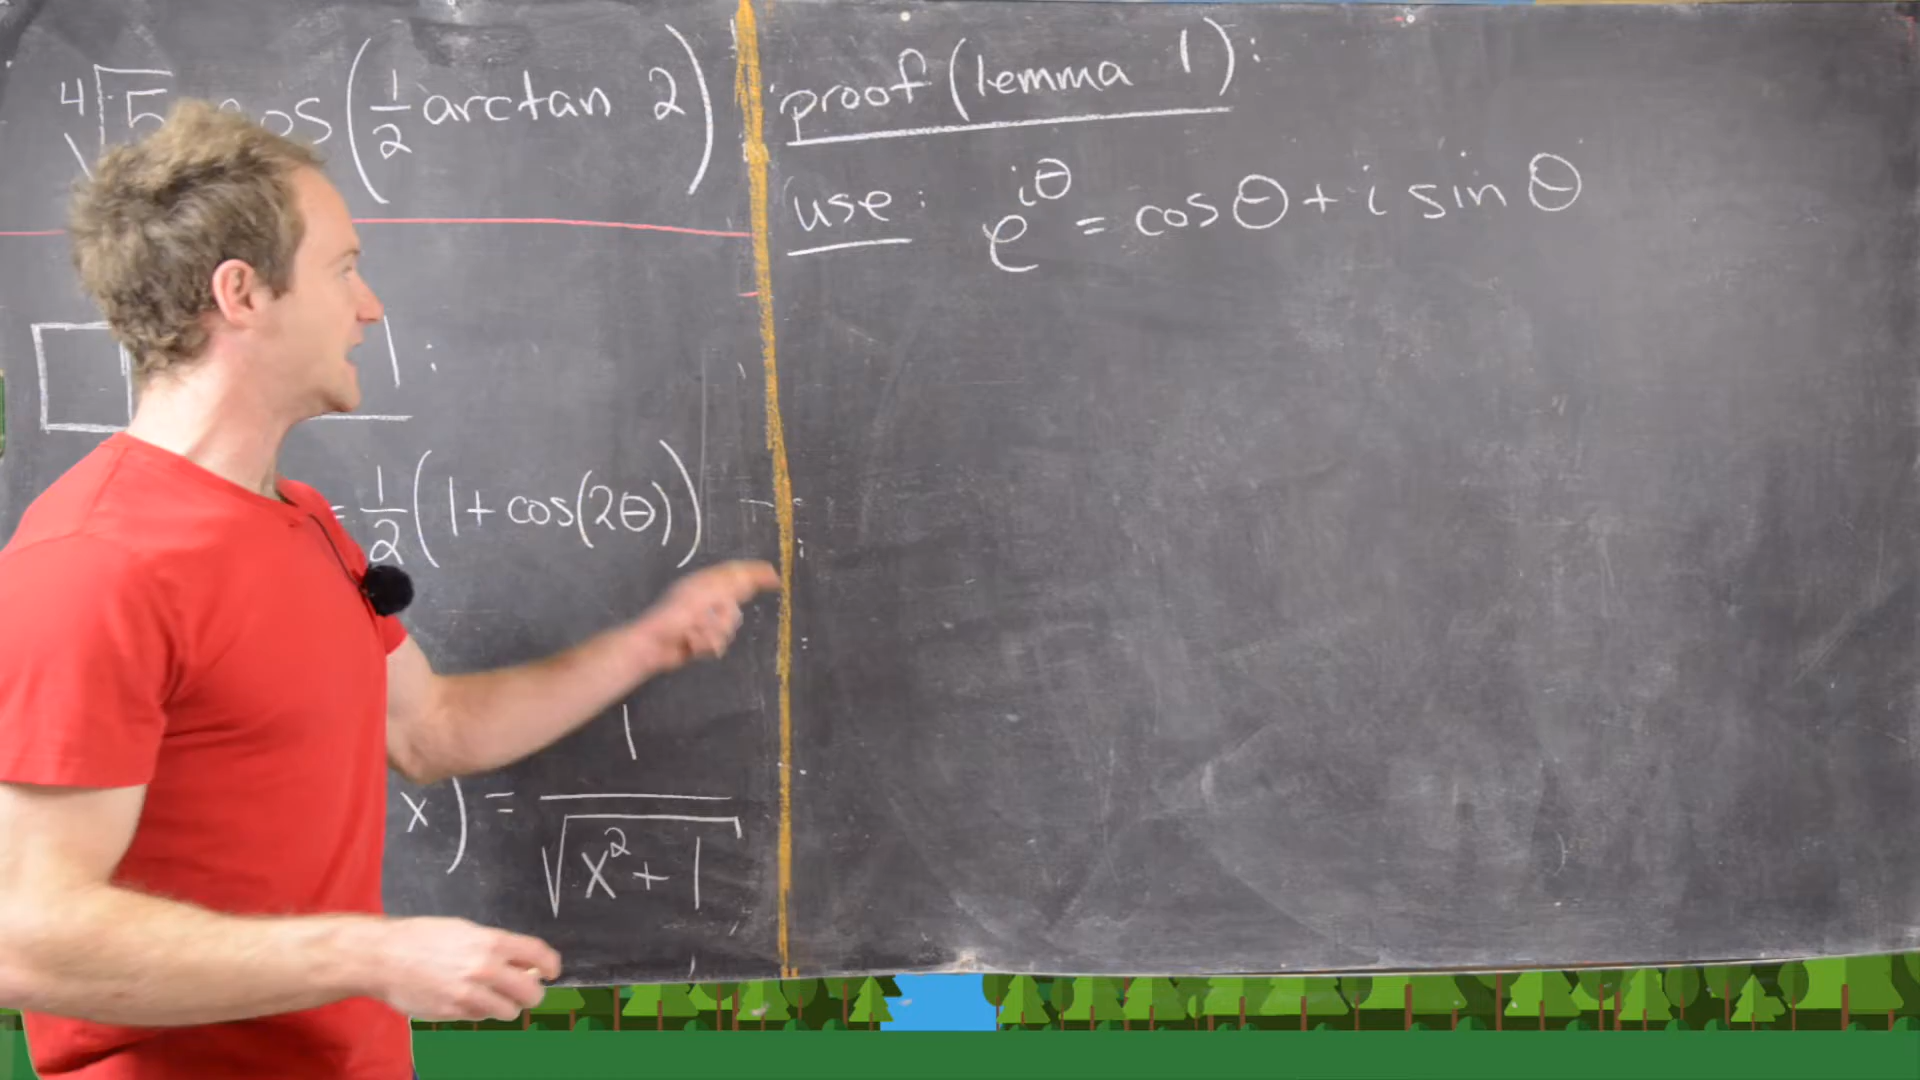 ∜5 cos(1/2 arctan 2)
1:
= 1/2(1 + cos(2θ))
x) = 1/√(x² + 1)
proof (lemma 1):
use: e^{iθ} = cos θ + i sin θ